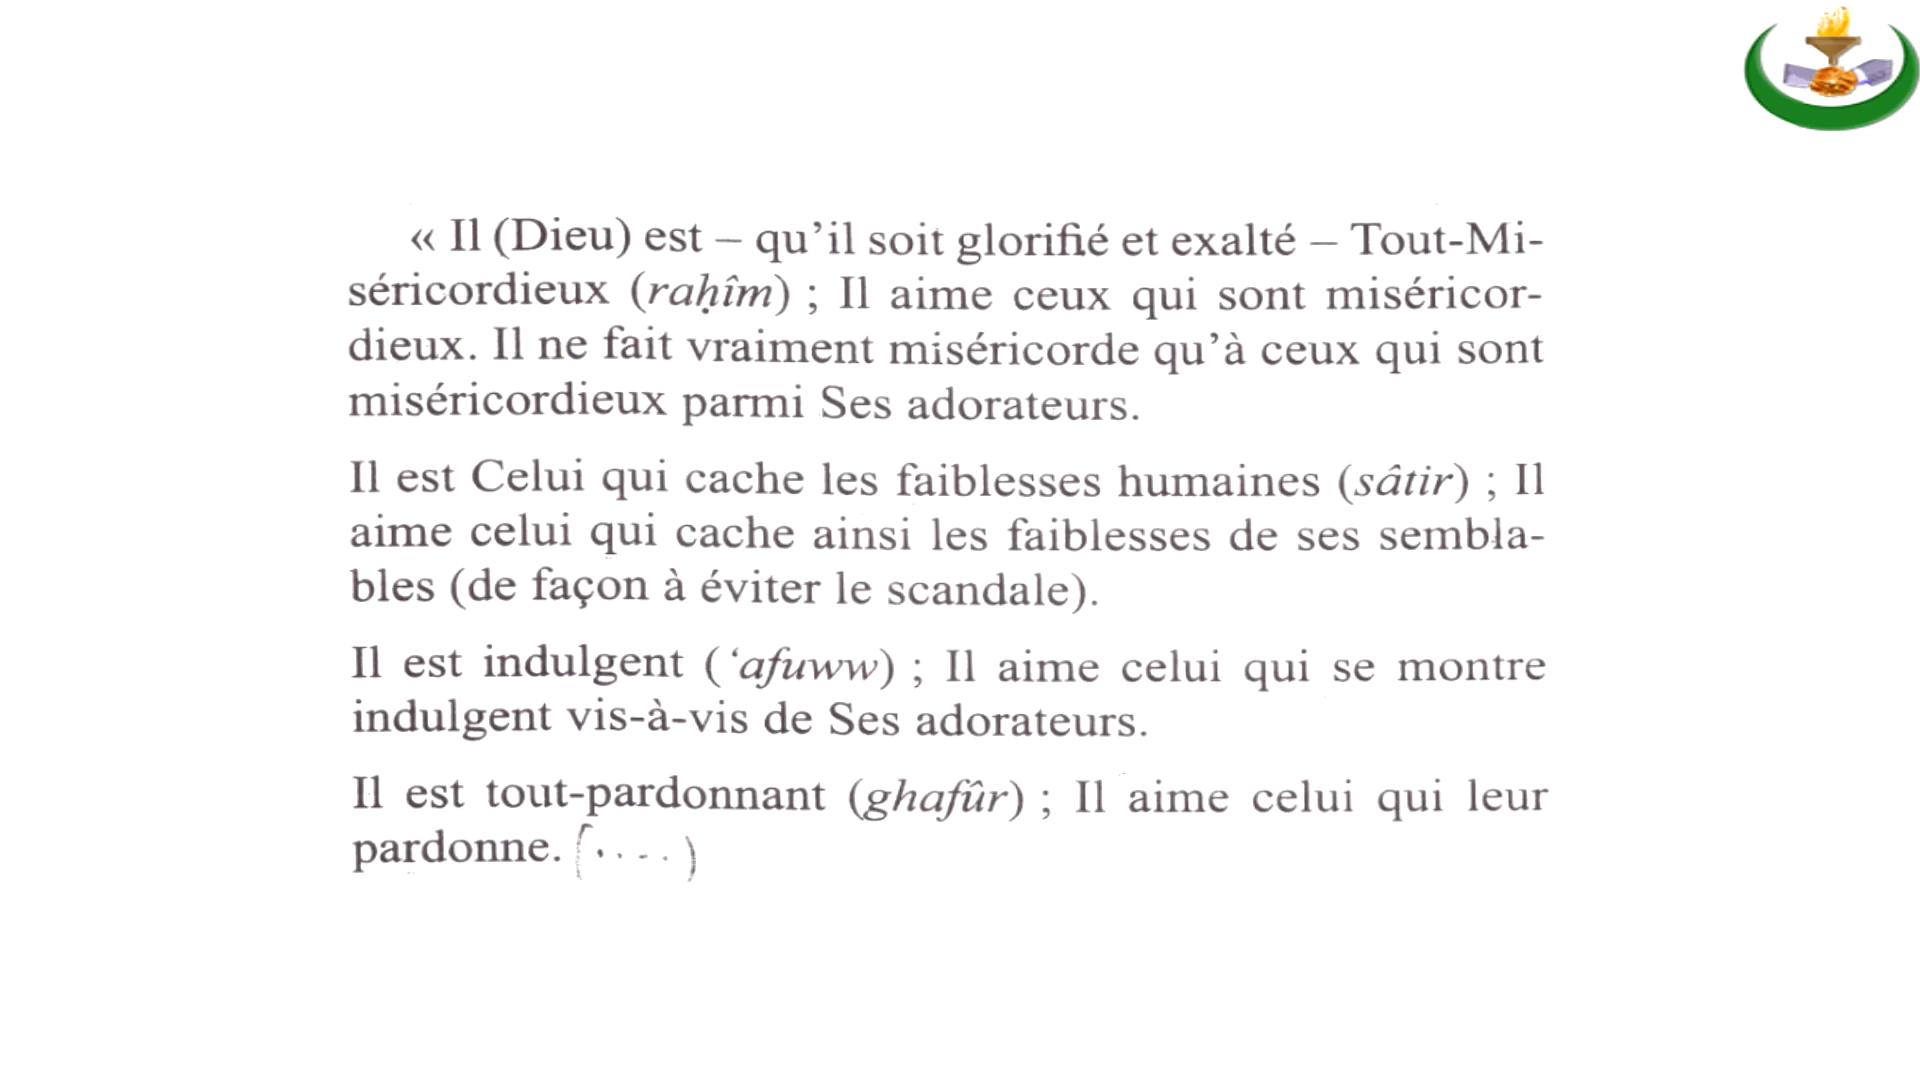 « Il (Dieu) est – qu’il soit glorifié et exalté – Tout-Mi-
séricordieux (raḥîm) ; Il aime ceux qui sont miséricor-
dieux. Il ne fait vraiment miséricorde qu’à ceux qui sont
miséricordieux parmi Ses adorateurs.
Il est Celui qui cache les faiblesses humaines (sâtir) ; Il
aime celui qui cache ainsi les faiblesses de ses sembla-
bles (de façon à éviter le scandale).
Il est indulgent (‘afuww) ; Il aime celui qui se montre
indulgent vis-à-vis de Ses adorateurs.
Il est tout-pardonnant (ghafûr) ; Il aime celui qui leur
pardonne. (....)